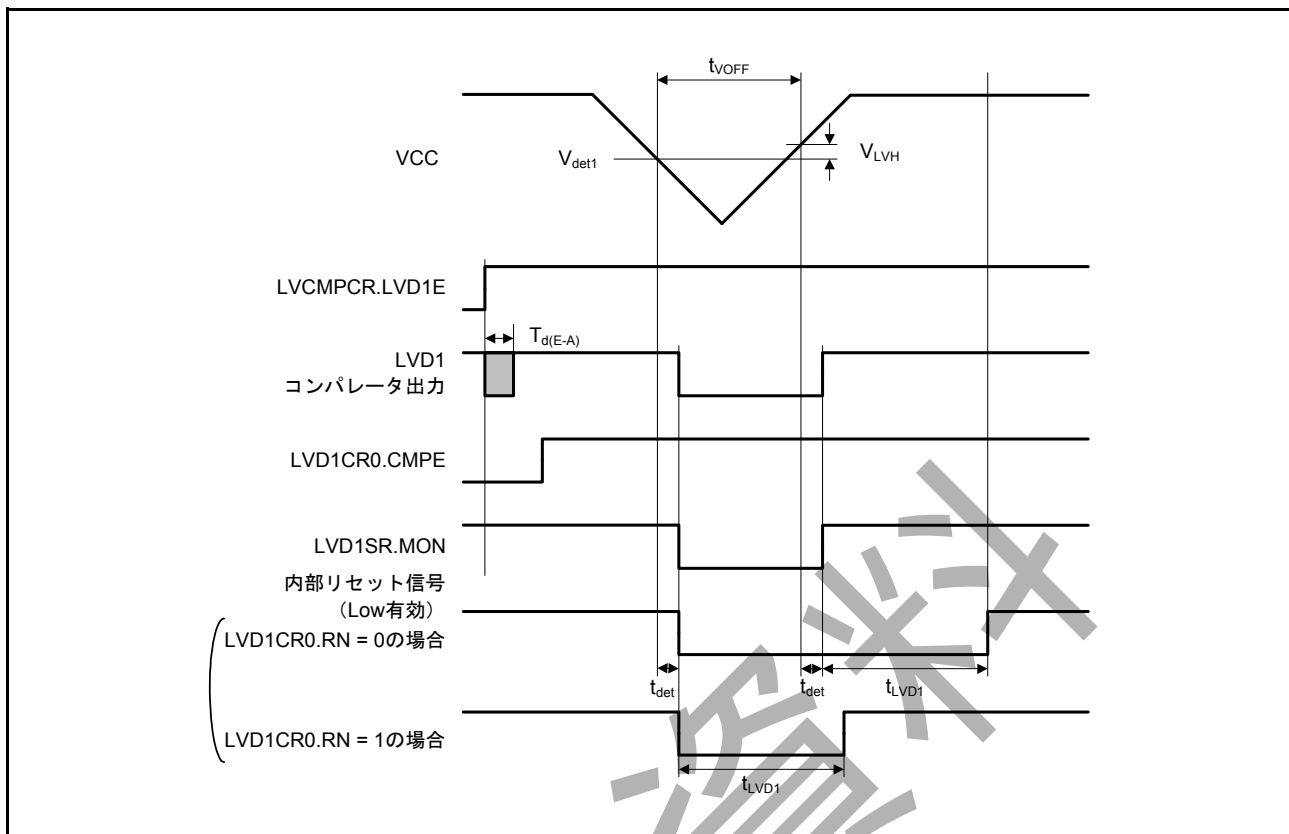 tVOFF
VCC
Vdet1
VLVH
LVCMPCR.LVD1E
Td(E-A)
LVD1
コンパレータ出力
LVD1CR0.CMPE
LVD1SR.MON
内部リセット信号
（Low有効）
LVD1CR0.RN = 0の場合
tdet
tdet
tLVD1
LVD1CR0.RN = 1の場合
tLVD1
資料